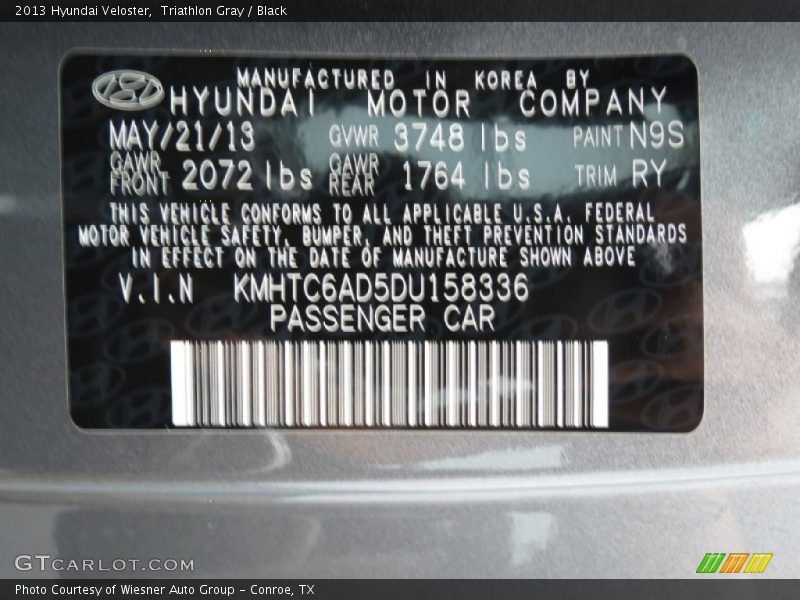 2013 Hyundai Veloster,  Triathlon Gray / Black
MANUFACTURED IN KOREA BY
HYUNDAI MOTOR COMPANY
MAY/21/13 GVWR 3748 lbs PAINT N9S
GAWR FRONT 2072 lbs GAWR REAR 1764 lbs TRIM RY
THIS VEHICLE CONFORMS TO ALL APPLICABLE U.S.A. FEDERAL
MOTOR VEHICLE SAFETY, BUMPER, AND THEFT PREVENTION STANDARDS
IN EFFECT ON THE DATE OF MANUFACTURE SHOWN ABOVE
V.I.N KMHTC6AD5DU158336
PASSENGER CAR
GTCARLOT.COM
Photo Courtesy of Wiesner Auto Group – Conroe, TX